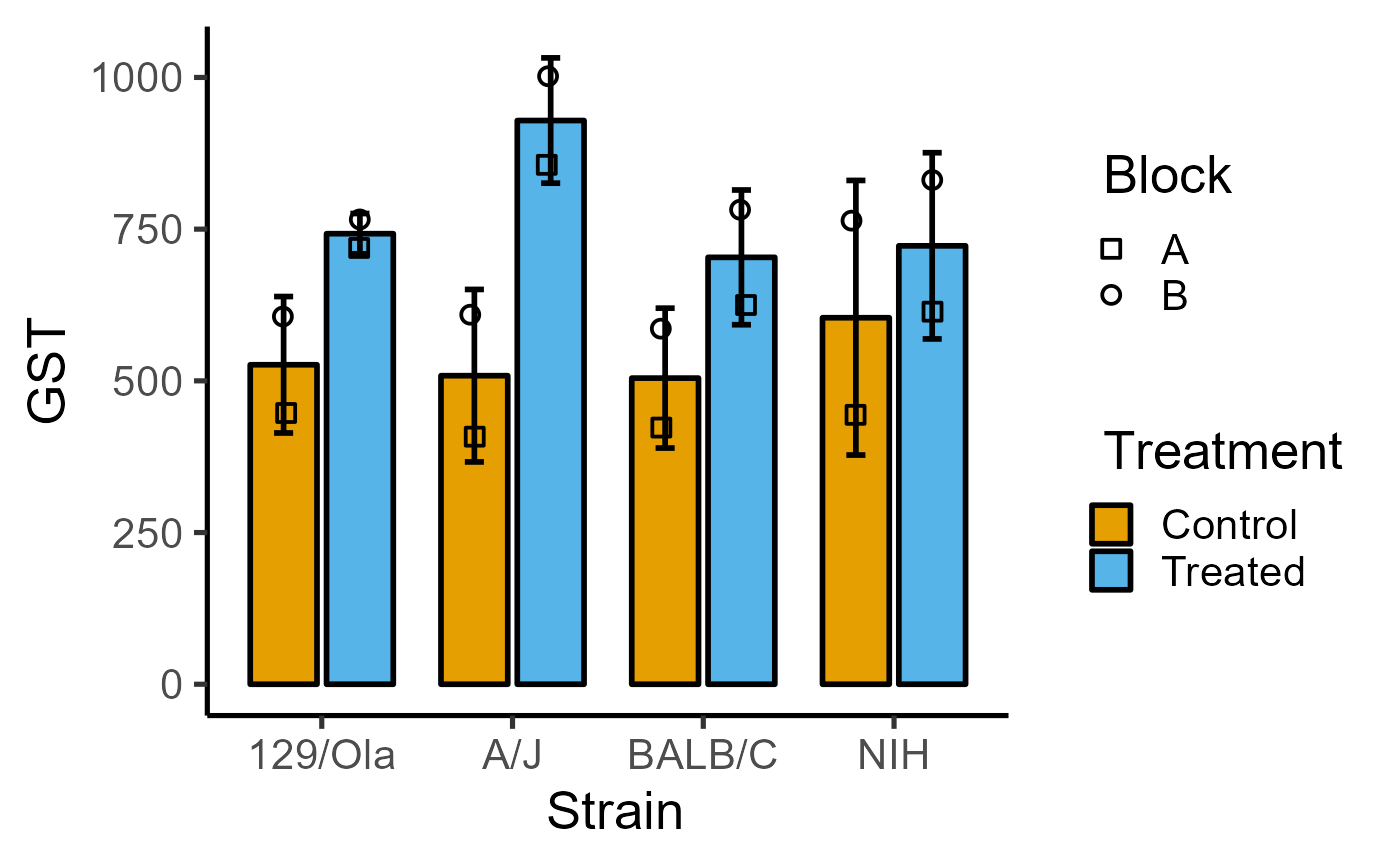 1000
750
500
250
0
GST
129/Ola
A/J
BALB/C
NIH
Strain
Block
A
B
Treatment
Control
Treated